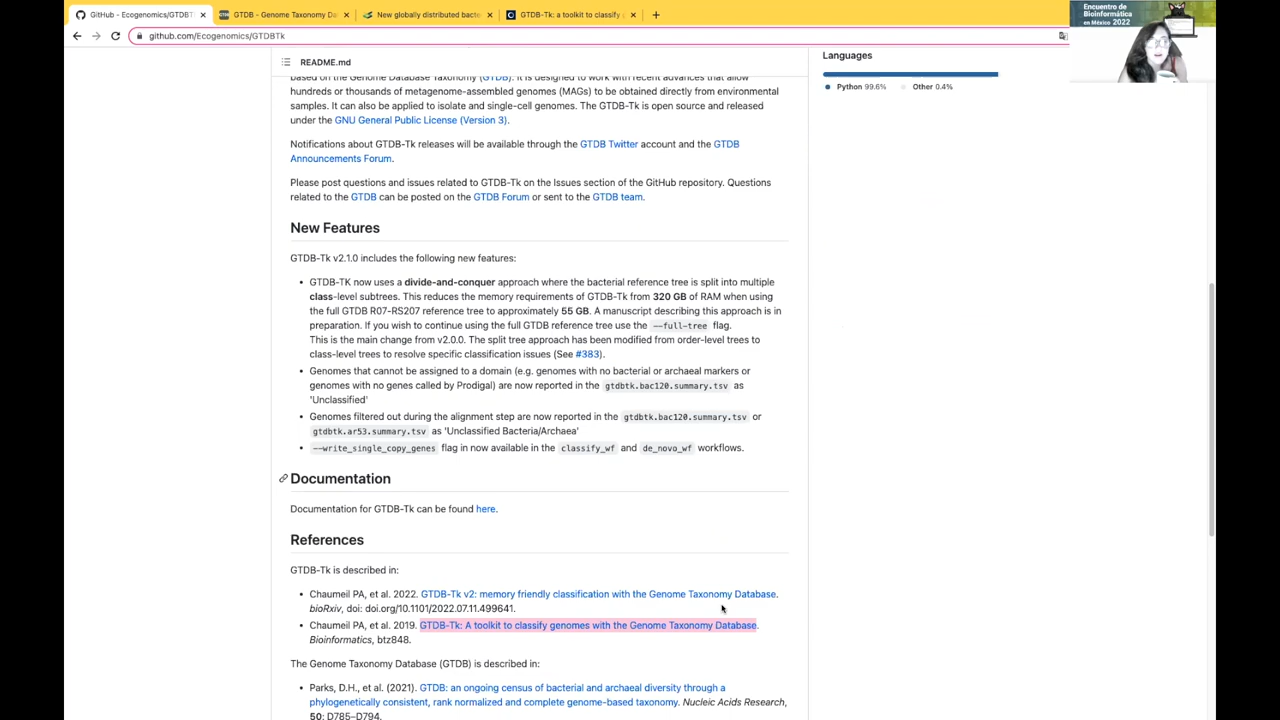 GitHub - Ecogenomics/GTDBT
GTDB - Genome Taxonomy Da
New globally distributed bacte
GTDB-Tk: a toolkit to classify
github.com/Ecogenomics/GTDBTk
Encuentro de
Bioinformática
en México 2022
README.md
Languages
Python 99.6%
Other 0.4%
based on the Genome Database Taxonomy (GTDB). It is designed to work with recent advances that allow
hundreds or thousands of metagenome-assembled genomes (MAGs) to be obtained directly from environmental
samples. It can also be applied to isolate and single-cell genomes. The GTDB-Tk is open source and released
under the GNU General Public License (Version 3).
Notifications about GTDB-Tk releases will be available through the GTDB Twitter account and the GTDB
Announcements Forum.
Please post questions and issues related to GTDB-Tk on the Issues section of the GitHub repository. Questions
related to the GTDB can be posted on the GTDB Forum or sent to the GTDB team.
New Features
GTDB-Tk v2.1.0 includes the following new features:
• GTDB-TK now uses a divide-and-conquer approach where the bacterial reference tree is split into multiple
class-level subtrees. This reduces the memory requirements of GTDB-Tk from 320 GB of RAM when using
the full GTDB R07-RS207 reference tree to approximately 55 GB. A manuscript describing this approach is in
preparation. If you wish to continue using the full GTDB reference tree use the --full-tree flag.
This is the main change from v2.0.0. The split tree approach has been modified from order-level trees to
class-level trees to resolve specific classification issues (See #383).
• Genomes that cannot be assigned to a domain (e.g. genomes with no bacterial or archaeal markers or
genomes with no genes called by Prodigal) are now reported in the gtdbtk.bac120.summary.tsv as
'Unclassified'
• Genomes filtered out during the alignment step are now reported in the gtdbtk.bac120.summary.tsv or
gtdbtk.ar53.summary.tsv as 'Unclassified Bacteria/Archaea'
• --write_single_copy_genes flag in now available in the classify_wf and de_novo_wf workflows.
Documentation
Documentation for GTDB-Tk can be found here.
References
GTDB-Tk is described in:
• Chaumeil PA, et al. 2022. GTDB-Tk v2: memory friendly classification with the Genome Taxonomy Database.
bioRxiv, doi: doi.org/10.1101/2022.07.11.499641.
• Chaumeil PA, et al. 2019. GTDB-Tk: A toolkit to classify genomes with the Genome Taxonomy Database.
Bioinformatics, btz848.
The Genome Taxonomy Database (GTDB) is described in:
• Parks, D.H., et al. (2021). GTDB: an ongoing census of bacterial and archaeal diversity through a
phylogenetically consistent, rank normalized and complete genome-based taxonomy. Nucleic Acids Research,
50: D785–D794.